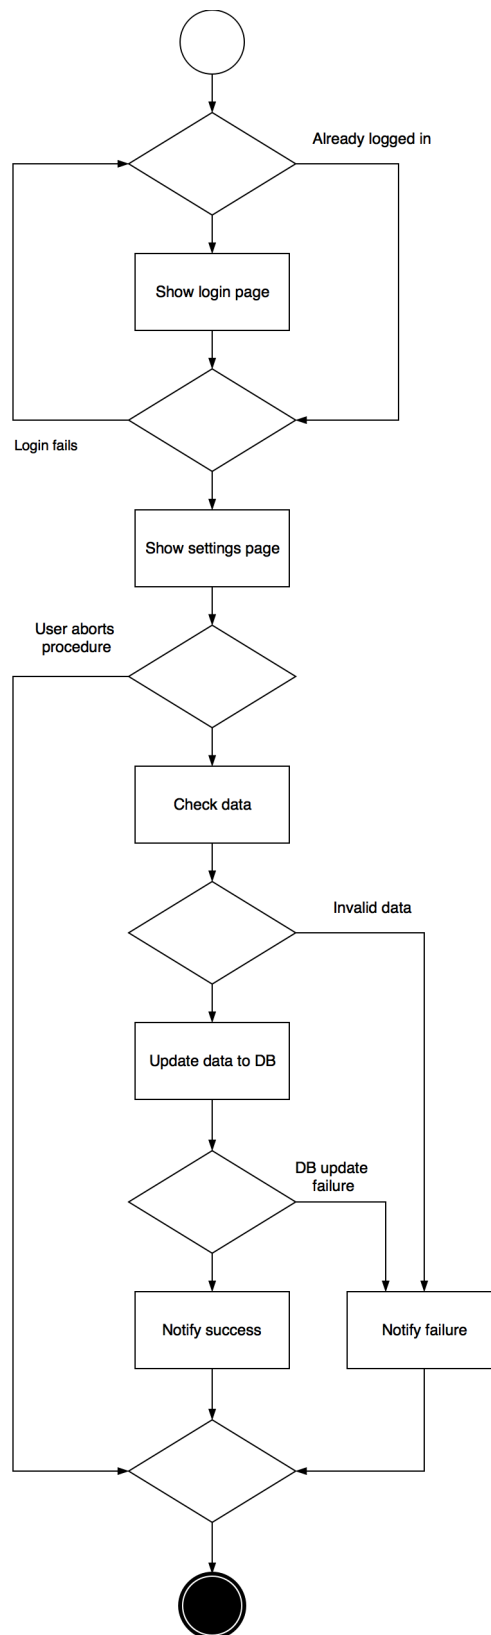 Already logged in
Show login page
Login fails
Show settings page
User aborts
procedure
Check data
Invalid data
Update data to DB
DB update
failure
Notify success
Notify failure